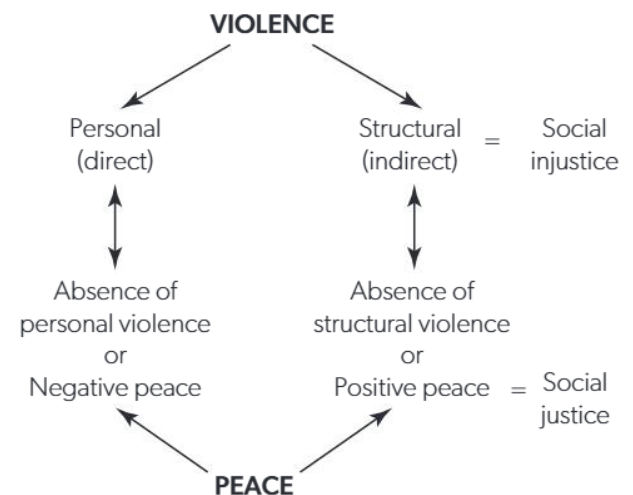 VIOLENCE
Personal
(direct)
Structural
(indirect)
=
Social
injustice
Absence of
personal violence
or
Negative peace
Absence of
structural violence
or
Positive peace
=
Social
justice
PEACE